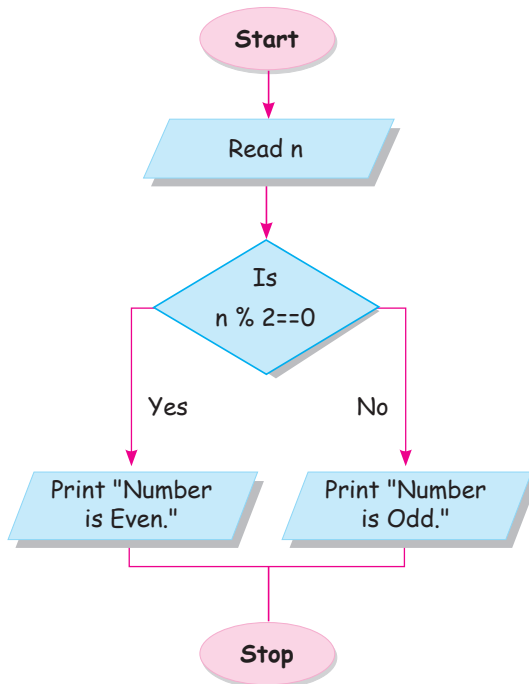 Start
Read n
Is
n % 2==0
Yes
No
Print "Number
is Even."
Print "Number
is Odd."
Stop